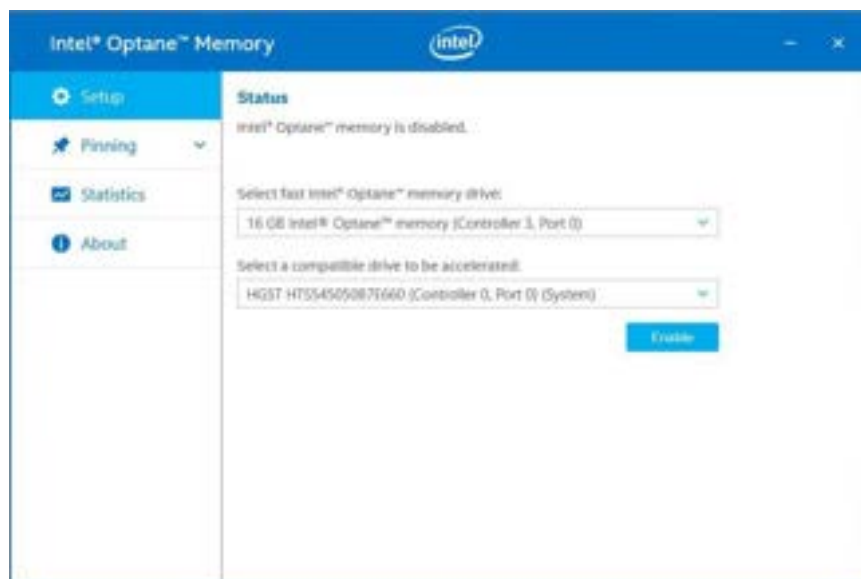 Intel® Optane™ Memory
intel
Setup
Pinning
Statistics
About
Status
Intel® Optane™ memory is disabled.
Select fast Intel® Optane™ memory drive:
16 GB Intel® Optane™ memory (Controller 3, Port 0)
Select a compatible drive to be accelerated:
HGST (Controller 0, Port 0) (System)
Enable